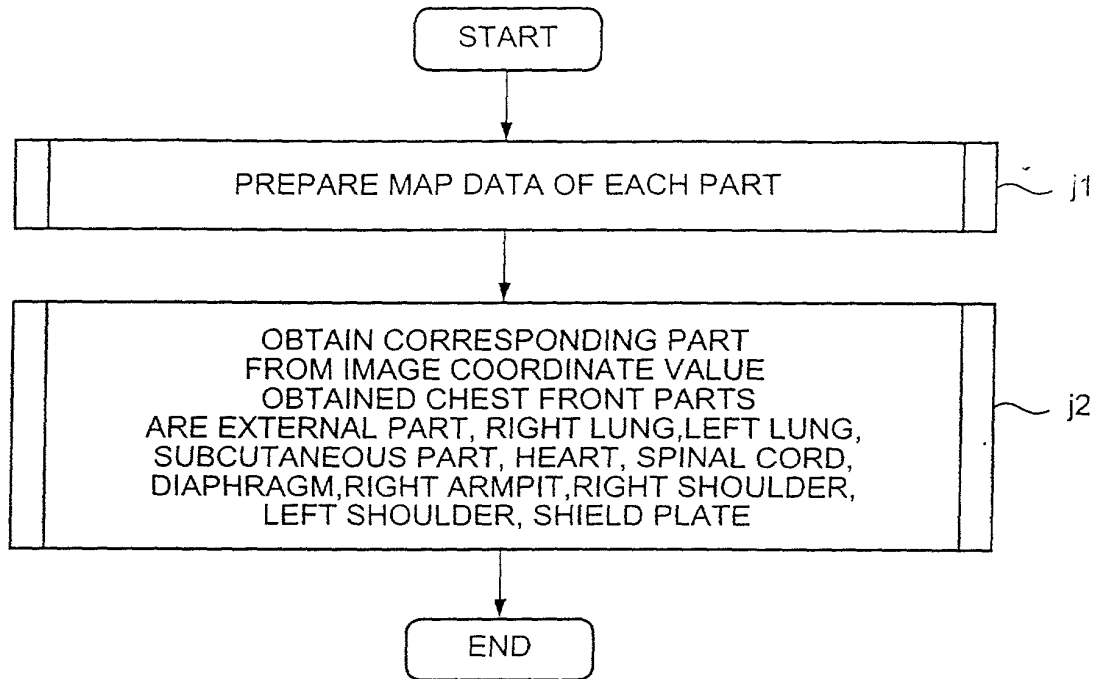 START
PREPARE MAP DATA OF EACH PART
j1
OBTAIN CORRESPONDING PART
FROM IMAGE COORDINATE VALUE
OBTAINED CHEST FRONT PARTS
ARE EXTERNAL PART, RIGHT LUNG,LEFT LUNG,
SUBCUTANEOUS PART, HEART, SPINAL CORD,
DIAPHRAGM,RIGHT ARMPIT,RIGHT SHOULDER,
LEFT SHOULDER, SHIELD PLATE
j2
END